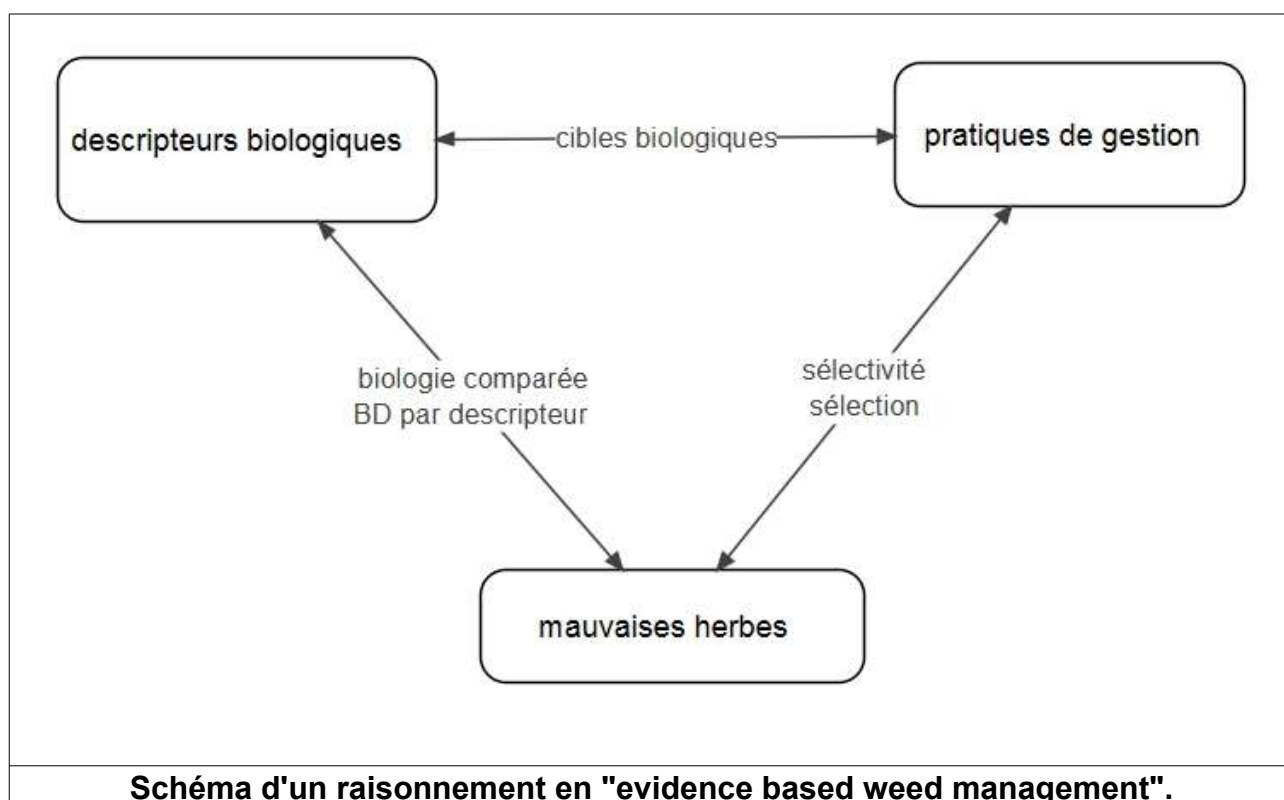 descripteurs biologiques
cibles biologiques
pratiques de gestion
biologie comparée
BD par descripteur
sélectivité
sélection
mauvaises herbes
Schéma d'un raisonnement en "evidence based weed management".